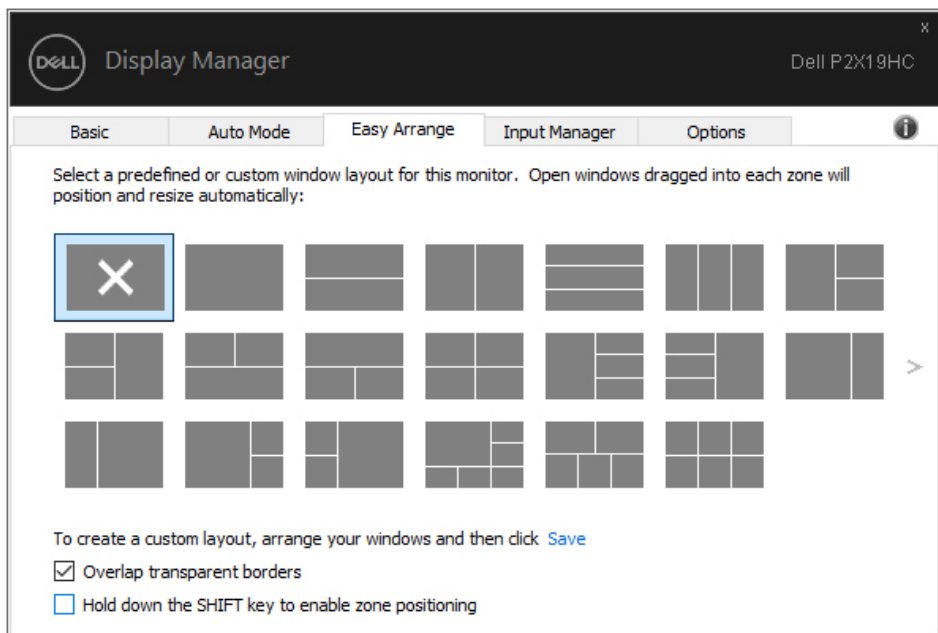 x
DELL Display Manager Dell P2X19HC
Basic Auto Mode Easy Arrange Input Manager Options
Select a predefined or custom window layout for this monitor. Open windows dragged into each zone will
position and resize automatically:
>
To create a custom layout, arrange your windows and then click Save
Overlap transparent borders
Hold down the SHIFT key to enable zone positioning